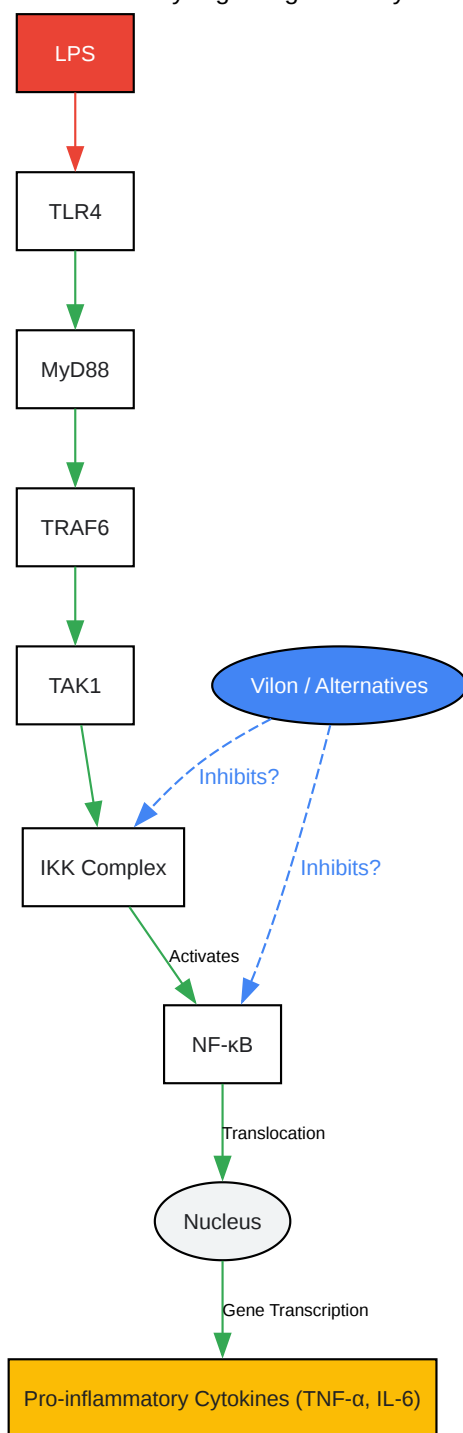 LPS
TLR4
MyD88
TRAF6
TAK1
Vilon / Alternatives
Inhibits?
IKK Complex
Inhibits?
Activates
NF-κB
Translocation
Nucleus
Gene Transcription
Pro-inflammatory Cytokines (TNF-α, IL-6)